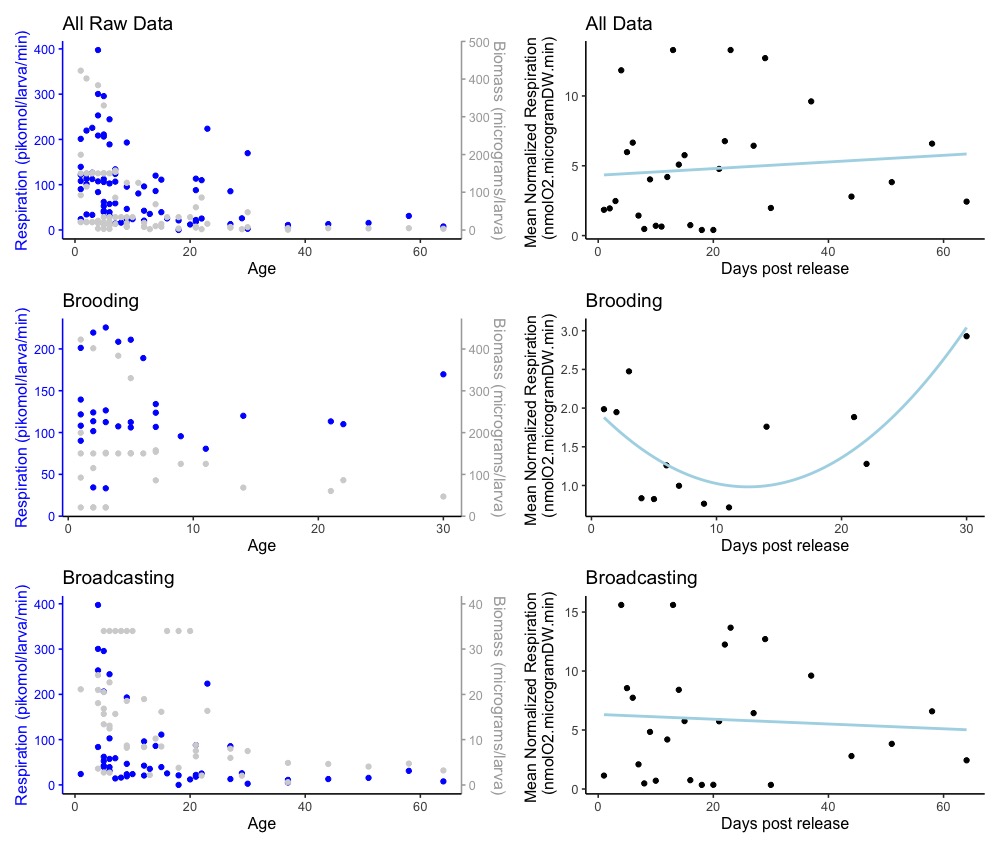 All Raw Data
Respiration (pikomol/larva/min)
400
300
200
100
0
500
400
300
200
100
0
Biomass (micrograms/larva)
0 20 40 60
Age
All Data
Mean Normalized Respiration
(nmolO2.microgramDW.min)
10
5
0
0 20 40 60
Days post release
Brooding
Respiration (pikomol/larva/min)
200
150
100
50
0
400
300
200
100
0
Biomass (micrograms/larva)
0 10 20 30
Age
Brooding
Mean Normalized Respiration
(nmolO2.microgramDW.min)
3.0
2.5
2.0
1.5
1.0
0 10 20 30
Days post release
Broadcasting
Respiration (pikomol/larva/min)
400
300
200
100
0
40
30
20
10
0
Biomass (micrograms/larva)
0 20 40 60
Age
Broadcasting
Mean Normalized Respiration
(nmolO2.microgramDW.min)
15
10
5
0
0 20 40 60
Days post release